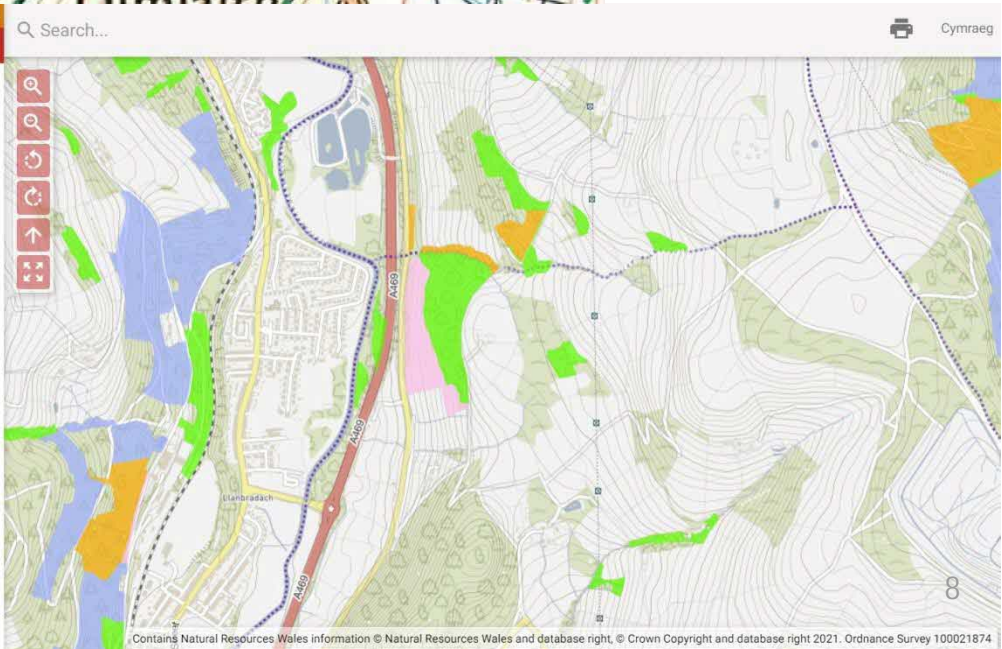 Search...
Cymraeg
A469
A469
Llanbradach
A469
8
Contains Natural Resources Wales information © Natural Resources Wales and database right, © Crown Copyright and database right 2021. Ordnance Survey 100021874